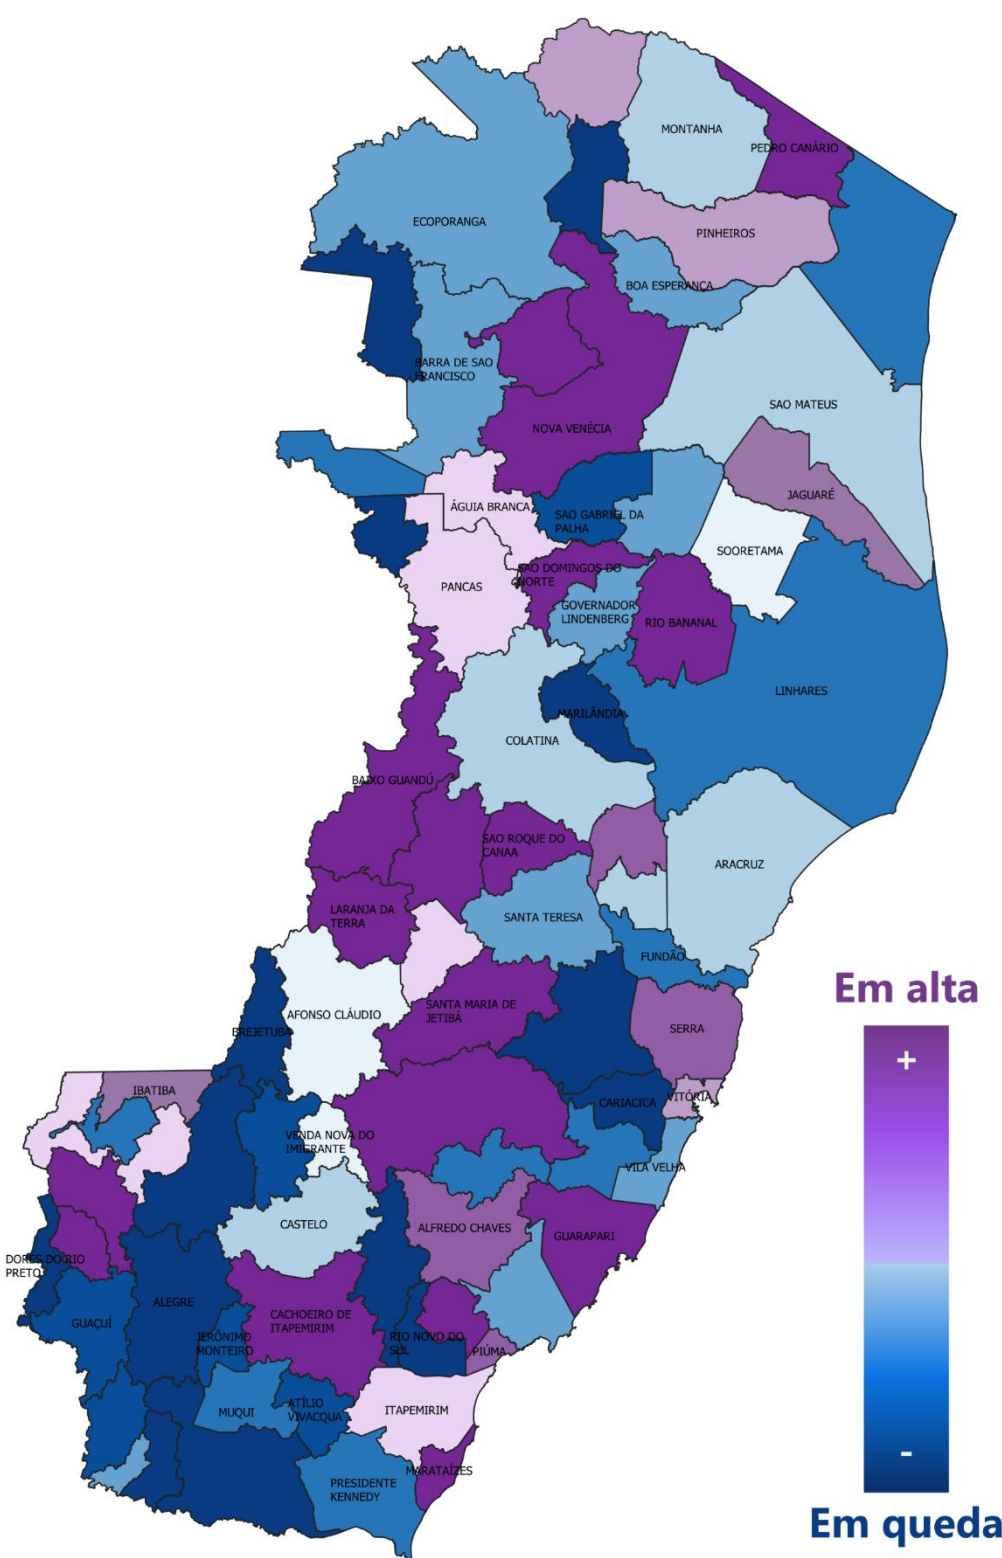 MONTANHA
PEDRO CANÁRIO
ECOPORANGA
PINHEIROS
BOA ESPERANÇA
BARRA DE SAO
FRANCISCO
SAO MATEUS
NOVA VENÉCIA
JAGUARÉ
ÁGUIA BRANCA
SAO GABRIEL DA
PALHA
SOORETAMA
SAO DOMINGOS DO
NORTE
PANCAS
GOVERNADOR
LINDENBERG
RIO BANANAL
LINHARES
MARILÂNDIA
COLATINA
BAIXO GUANDÚ
SAO ROQUE DO
CANAA
ARACRUZ
LARANJA DA
TERRA
SANTA TERESA
FUNDÃO
Em alta
SANTA MARIA DE
JETIBÁ
AFONSO CLÁUDIO
BREJETUBA
SERRA
+
IBATIBA
VITÓRIA
CARIACICA
VENDA NOVA DO
IMIGRANTE
VILA VELHA
CASTELO
ALFREDO CHAVES
GUARAPARI
DORES DO RIO
PRETO
ALEGRE
GUAÇUÍ
CACHOEIRO DE
ITAPEMIRIM
JERÔNIMO
MONTEIRO
RIO NOVO DO
SUL
PIÚMA
MUQUI
ATÍLIO
VIVACQUA
ITAPEMIRIM
-
MARATAÍZES
PRESIDENTE
KENNEDY
Em queda